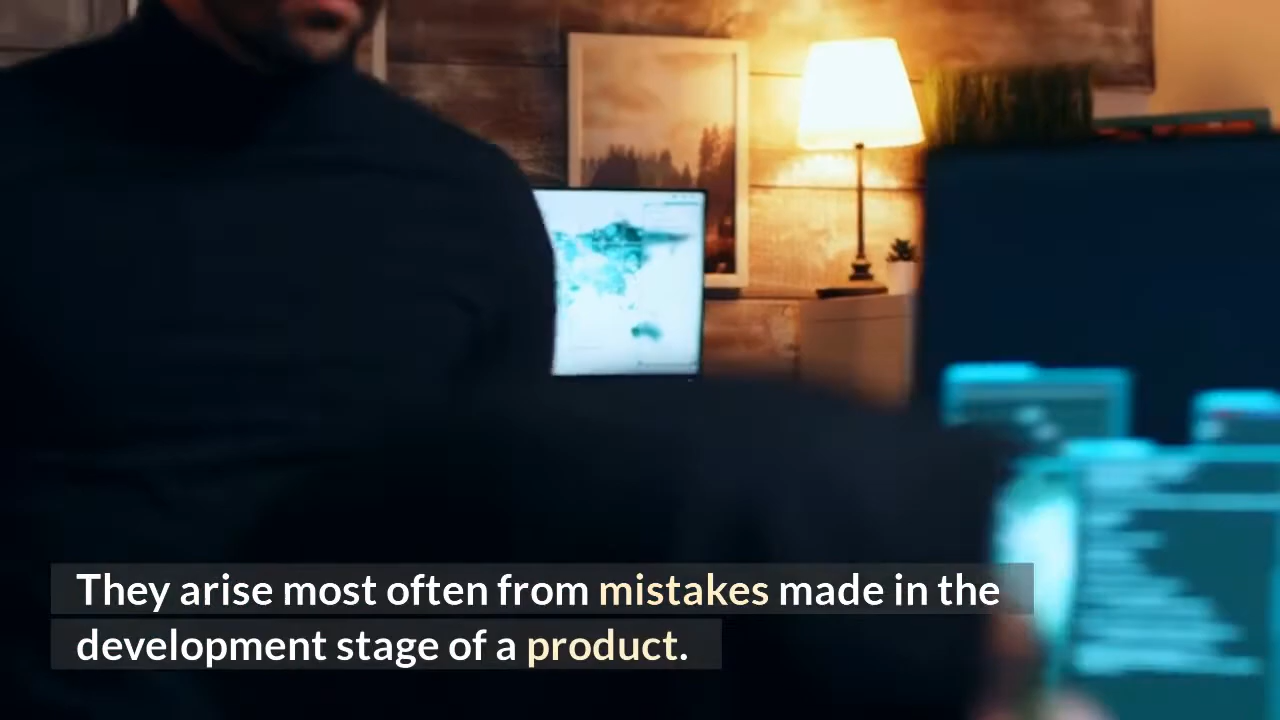 They arise most often from mistakes made in the
development stage of a product.